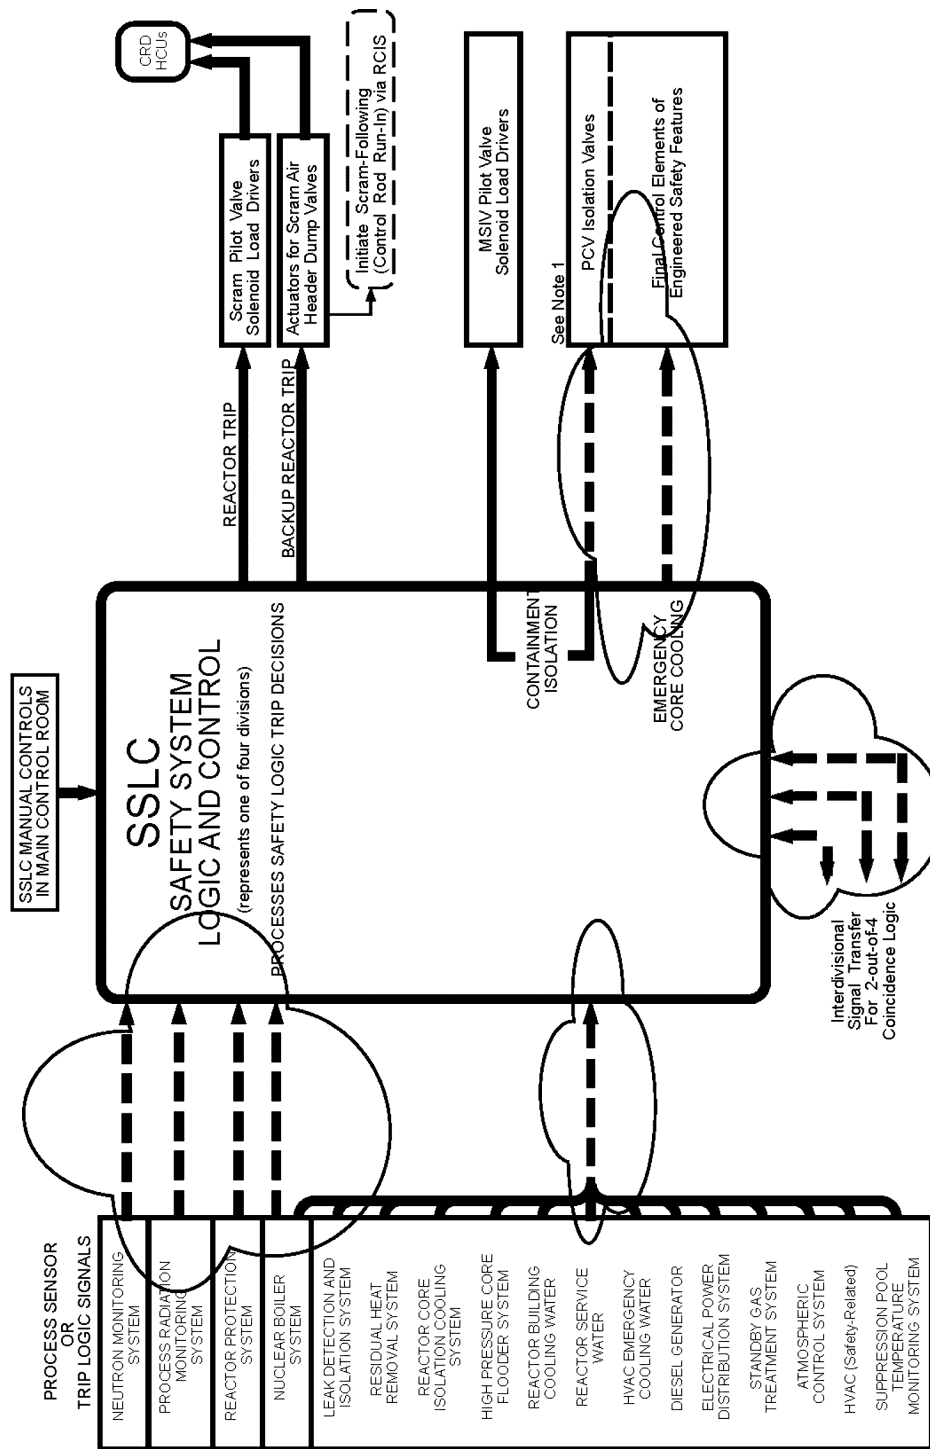 PROCESS SENSOR
OR
TRIP LOGIC SIGNALS
NEUTRON MONITORING
SYSTEM
PROCESS RADIATION
MONITORING
SYSTEM
REACTOR PROTECTION
SYSTEM
NUCLEAR BOILER
SYSTEM
LEAK DETECTION AND
ISOLATION SYSTEM
RESIDUAL HEAT
REMOVAL SYSTEM
REACTOR CORE
ISOLATION COOLING
SYSTEM
HIGH PRESSURE CORE
FLOODER SYSTEM
REACTOR BUILDING
COOLING WATER
REACTOR SERVICE
WATER
HVAC EMERGENCY
COOLING WATER
DIESEL GENERATOR
ELECTRICAL POWER
DISTRIBUTION SYSTEM
STANDBY GAS
TREATMENT SYSTEM
ATMOSPHERIC
CONTROL SYSTEM
HVAC (Safety-Related)
SUPPRESSION POOL
TEMPERATURE
MONITORING SYSTEM
SSLC MANUAL CONTROLS
IN MAIN CONTROL ROOM
SSLC
SAFETY SYSTEM
LOGIC AND CONTROL
(represents one of four divisions)
PROCESSES SAFETY LOGIC TRIP DECISIONS
CONTAINMENT
ISOLATION
EMERGENCY
CORE COOLING
Interdivisional
Signal Transfer
For 2-out-of-4
Coincidence Logic
REACTOR TRIP
BACKUP REACTOR TRIP
CRD
HCUs
Scram Pilot Valve
Solenoid Load Drivers
Actuators for Scram Air
Header Dump Valves
Initiate Scram-Following
(Control Rod Run-In) via RCIS
MSIV Pilot Valve
Solenoid Load Drivers
See Note 1
PCV Isolation Valves
Final Control Elements of
Engineered Safety Features